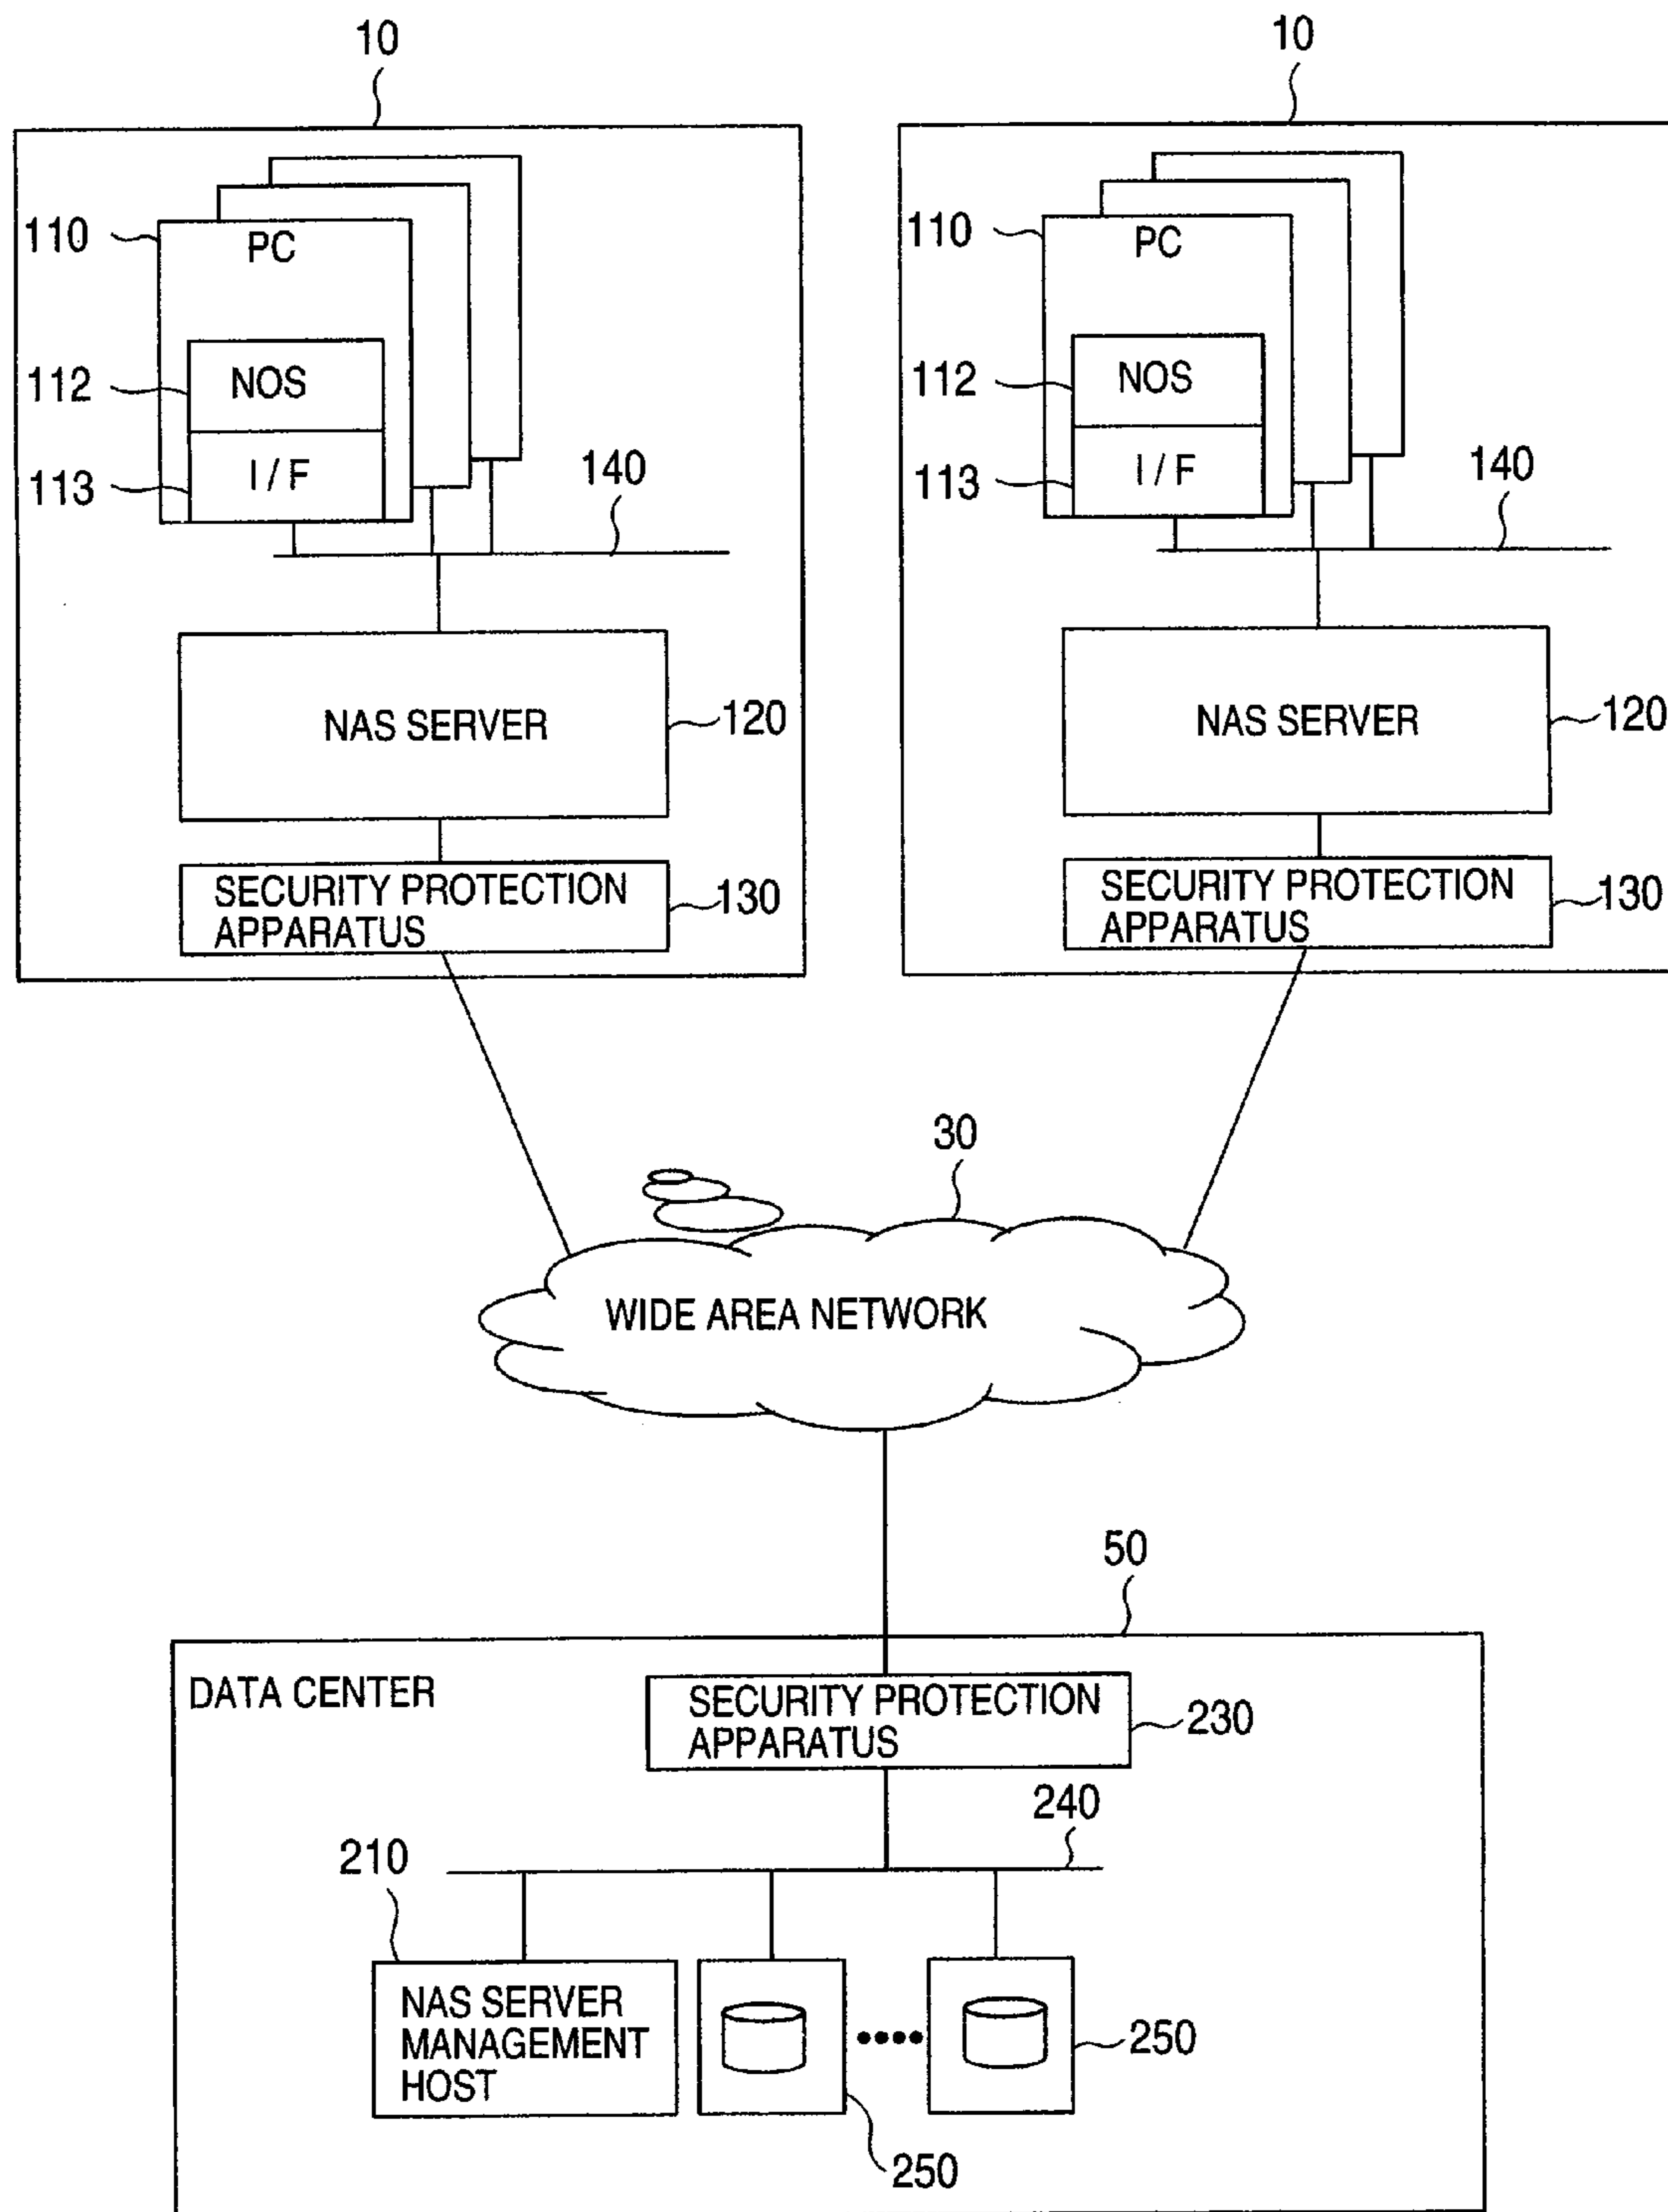 10
10
110
PC
112
NOS
113
I / F
140
NAS SERVER
120
SECURITY PROTECTION
APPARATUS
130
110
PC
112
NOS
113
I / F
140
NAS SERVER
120
SECURITY PROTECTION
APPARATUS
130
30
WIDE AREA NETWORK
50
DATA CENTER
SECURITY PROTECTION
APPARATUS
230
240
210
NAS SERVER
MANAGEMENT
HOST
250
250